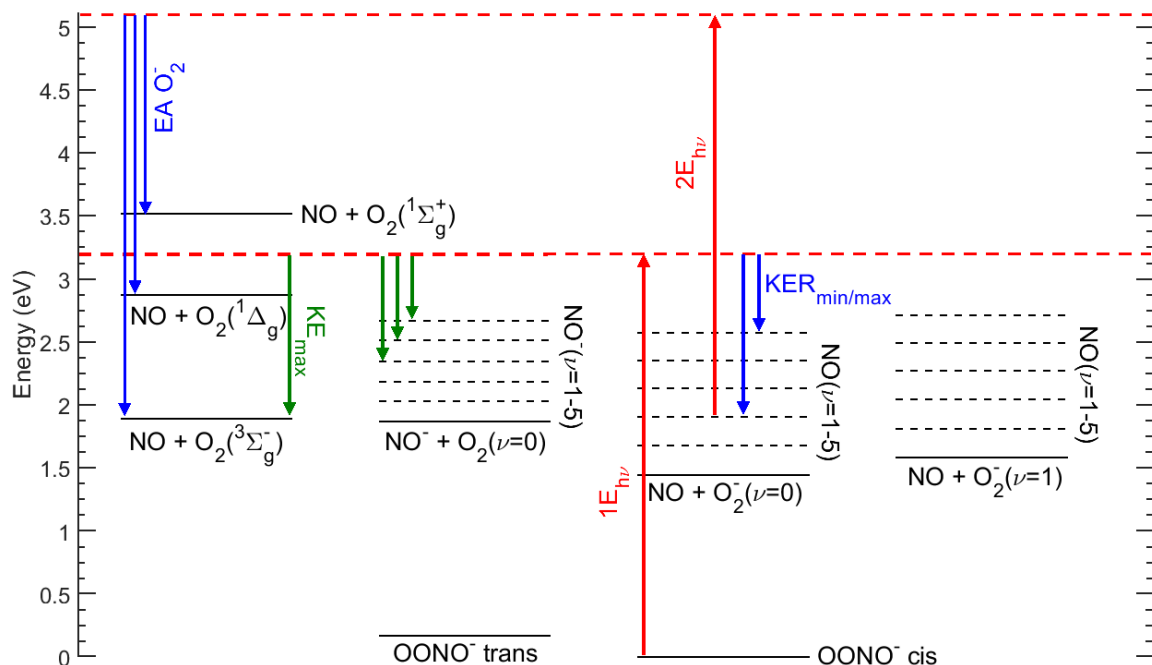 Energy (eV)
5
4.5
4
3.5
3
2.5
2
1.5
1
0.5
0
EA O₂⁻
NO + O₂(¹Σg⁺)
NO + O₂(¹Δg)
KEmax
NO + O₂(³Σg⁻)
NO⁻(ν=1-5)
NO⁻ + O₂(ν=0)
OONO⁻ trans
1Ehν
2Ehν
KERmin/max
NO(ν=1-5)
NO + O₂⁻(ν=0)
OONO⁻ cis
NO(ν=1-5)
NO + O₂⁻(ν=1)